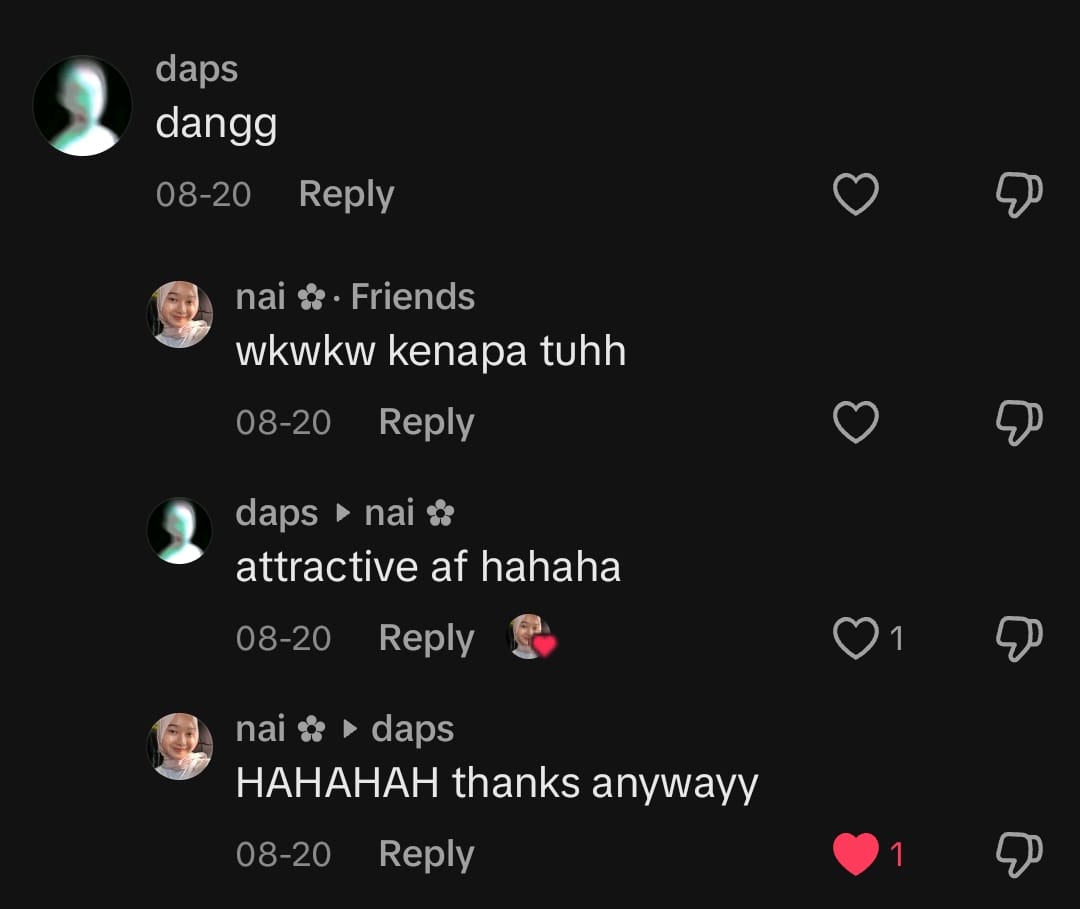 daps
dangg
08-20 Reply
nai ✿ · Friends
wkwkw kenapa tuhh
08-20 Reply
daps ▸ nai ✿
attractive af hahaha
08-20 Reply 1
nai ✿ ▸ daps
HAHAHAH thanks anywayy
08-20 Reply 1